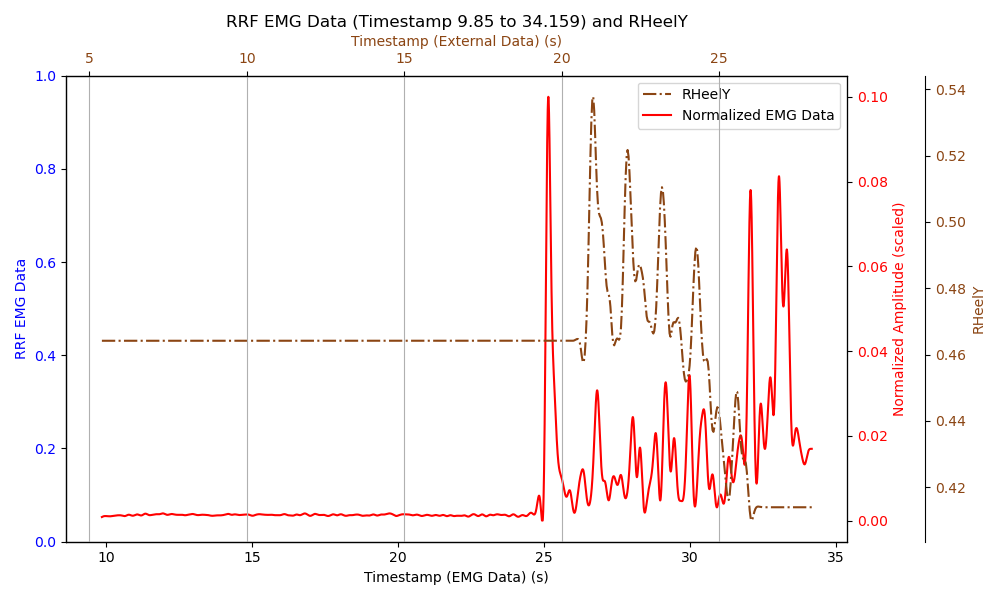 RRF EMG Data (Timestamp 9.85 to 34.159) and RHeelY
Timestamp (External Data) (s)
5 10 15 20 25
RHeelY
Normalized EMG Data
1.0
0.8
0.6
0.4
0.2
0.0
RRF EMG Data
0.10
0.08
0.06
0.04
0.02
0.00
Normalized Amplitude (scaled)
0.54
0.52
0.50
0.48
0.46
0.44
0.42
RHeelY
10 15 20 25 30 35
Timestamp (EMG Data) (s)